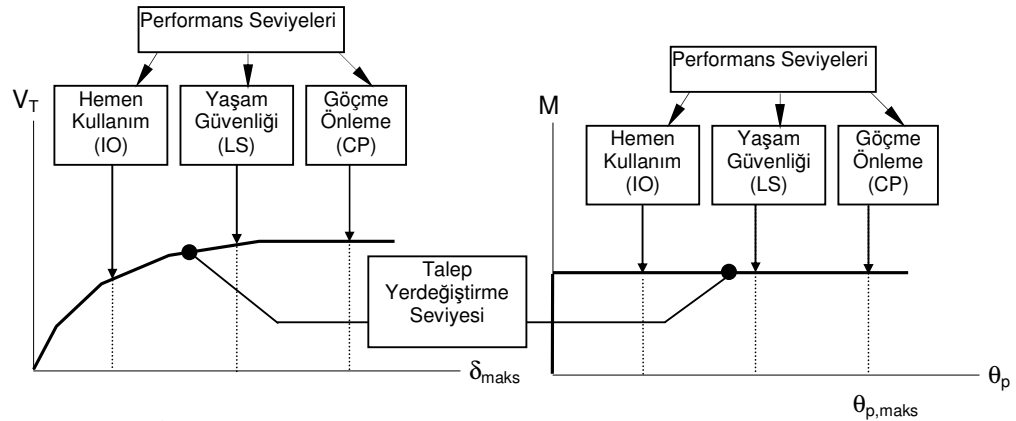 Performans Seviyeleri
V_T
Hemen
Kullanım
(IO)
Yaşam
Güvenliği
(LS)
Göçme
Önleme
(CP)
Talep
Yerdeğiştirme
Seviyesi
δ_maks
Performans Seviyeleri
M
Hemen
Kullanım
(IO)
Yaşam
Güvenliği
(LS)
Göçme
Önleme
(CP)
θ_p
θ_p,maks